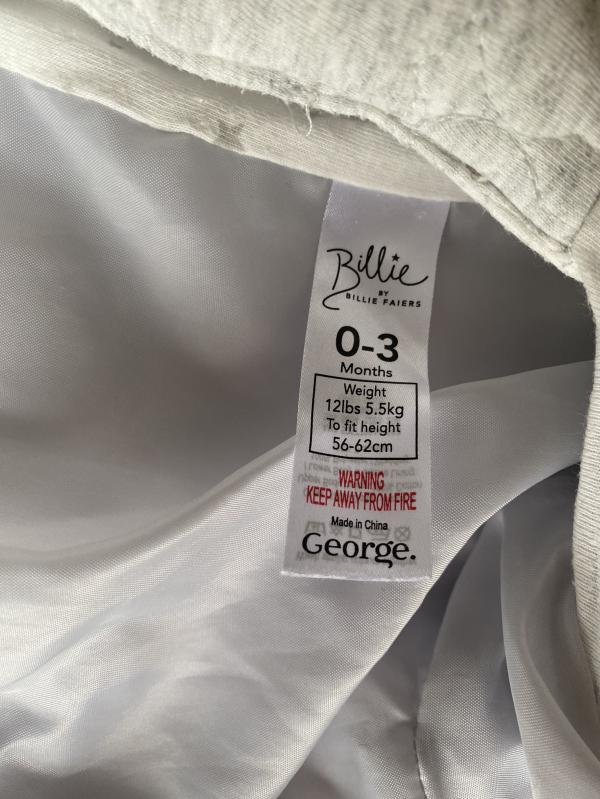 Billie
BY
BILLIE FAIERS
0-3
Months
Weight
12lbs 5.5kg
To fit height
56-62cm
WARNING
KEEP AWAY FROM FIRE
Made in China
George.